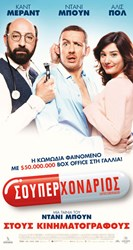 ΚΑΝΤ ΜΕΡΑΝΤ
ΝΤΑΝΙ ΜΠΟΥΝ
ΑΛΙΣ ΠΟΛ
Η ΚΩΜΩΔΙΑ ΦΑΙΝΟΜΕΝΟ
ΜΕ $50.000.000
BOX OFFICE ΣΤΗ ΓΑΛΛΙΑ!
ΣΟΥΠΕΡΧΟΝΔΡΙΟΣ
ΜΙΑ ΤΑΙΝΙΑ ΤΟΥ
ΝΤΑΝΙ ΜΠΟΥΝ
ΣΤΟΥΣ ΚΙΝΗΜΑΤΟΓΡΑΦΟΥΣ